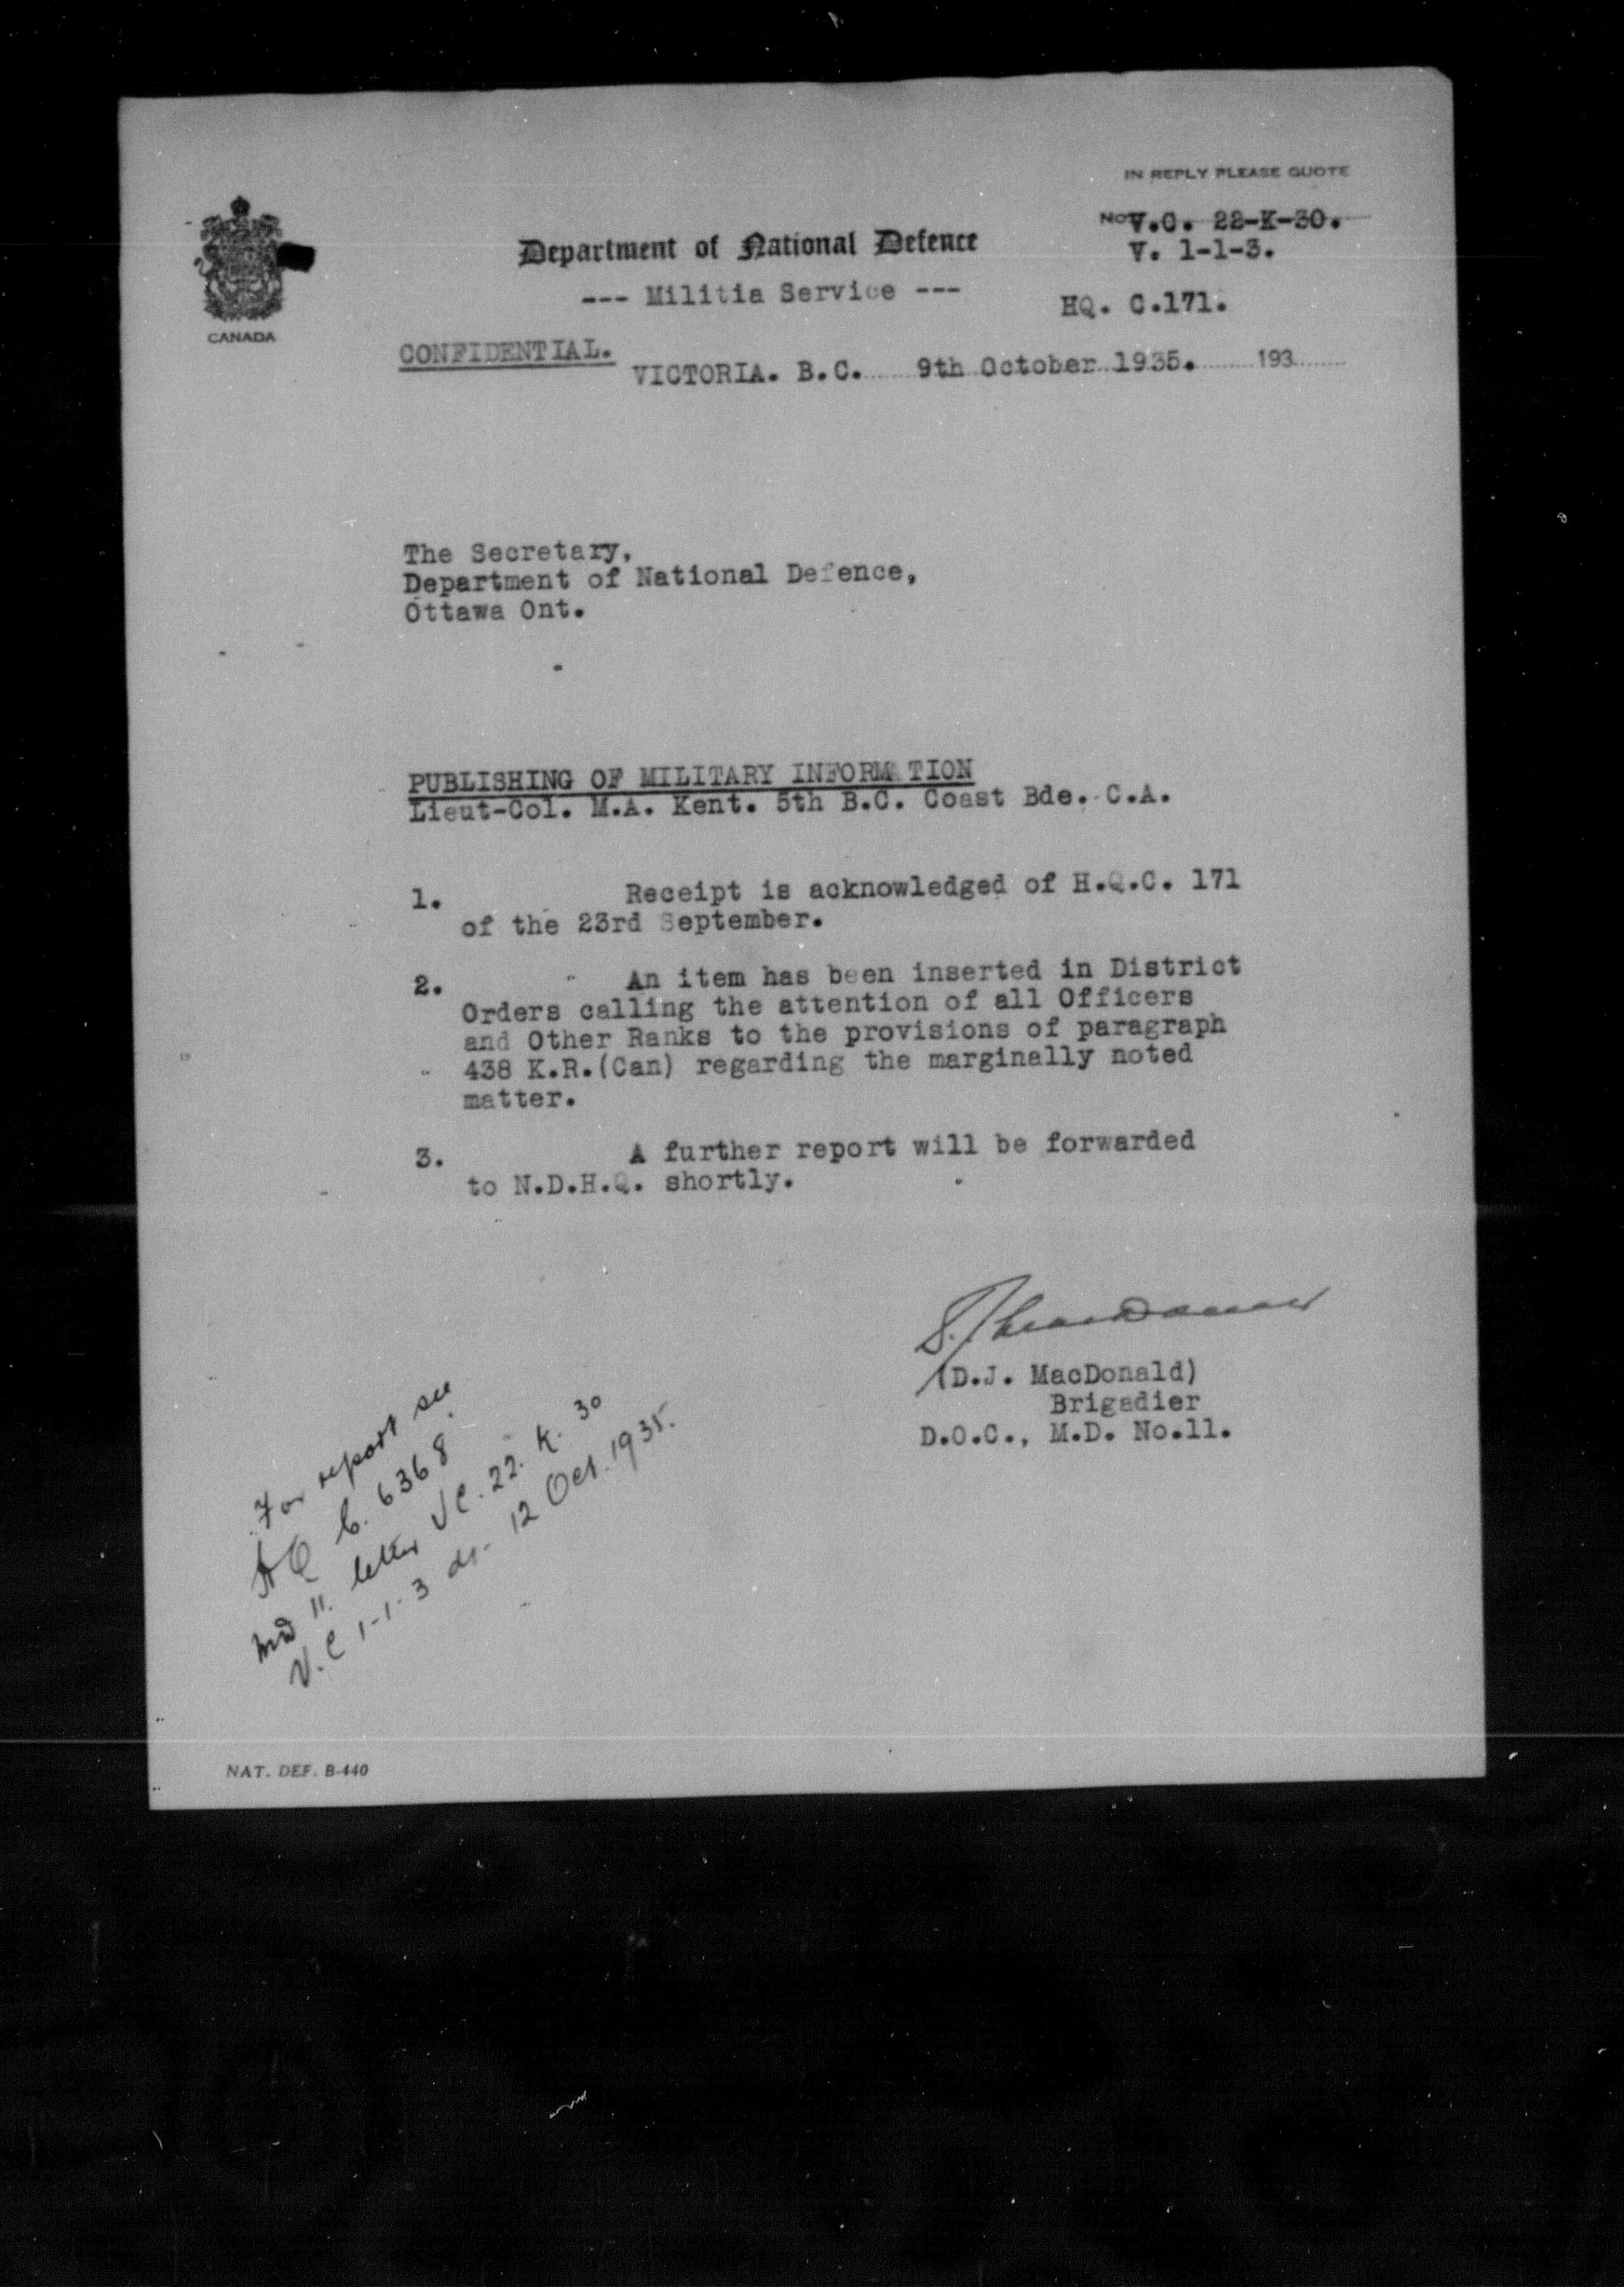 IN REPLY PLEASE QUOTE
No. V.C. 22-K-30.
V. 1-1-3.
Department of National Defence
--- Militia Service ---
HQ. C.171.
CANADA
CONFIDENTIAL.
VICTORIA. B.C. 9th October 1935. 193
The Secretary,
Department of National Defence,
Ottawa Ont.
PUBLISHING OF MILITARY INFORMATION
Lieut-Col. M.A. Kent. 5th B.C. Coast Bde. C.A.
1. Receipt is acknowledged of H.Q.C. 171
of the 23rd September.
2. An item has been inserted in District
Orders calling the attention of all Officers
and Other Ranks to the provisions of paragraph
438 K.R.(Can) regarding the marginally noted
matter.
3. A further report will be forwarded
to N.D.H.Q. shortly.
(D.J. MacDonald)
Brigadier
D.O.C., M.D. No.11.
For report see
HQ C. 6368.
MD 11. letter VC. 22. K. 30
V.C 1-1-3 dt- 12 Oct. 1935.
NAT. DEF. B-440